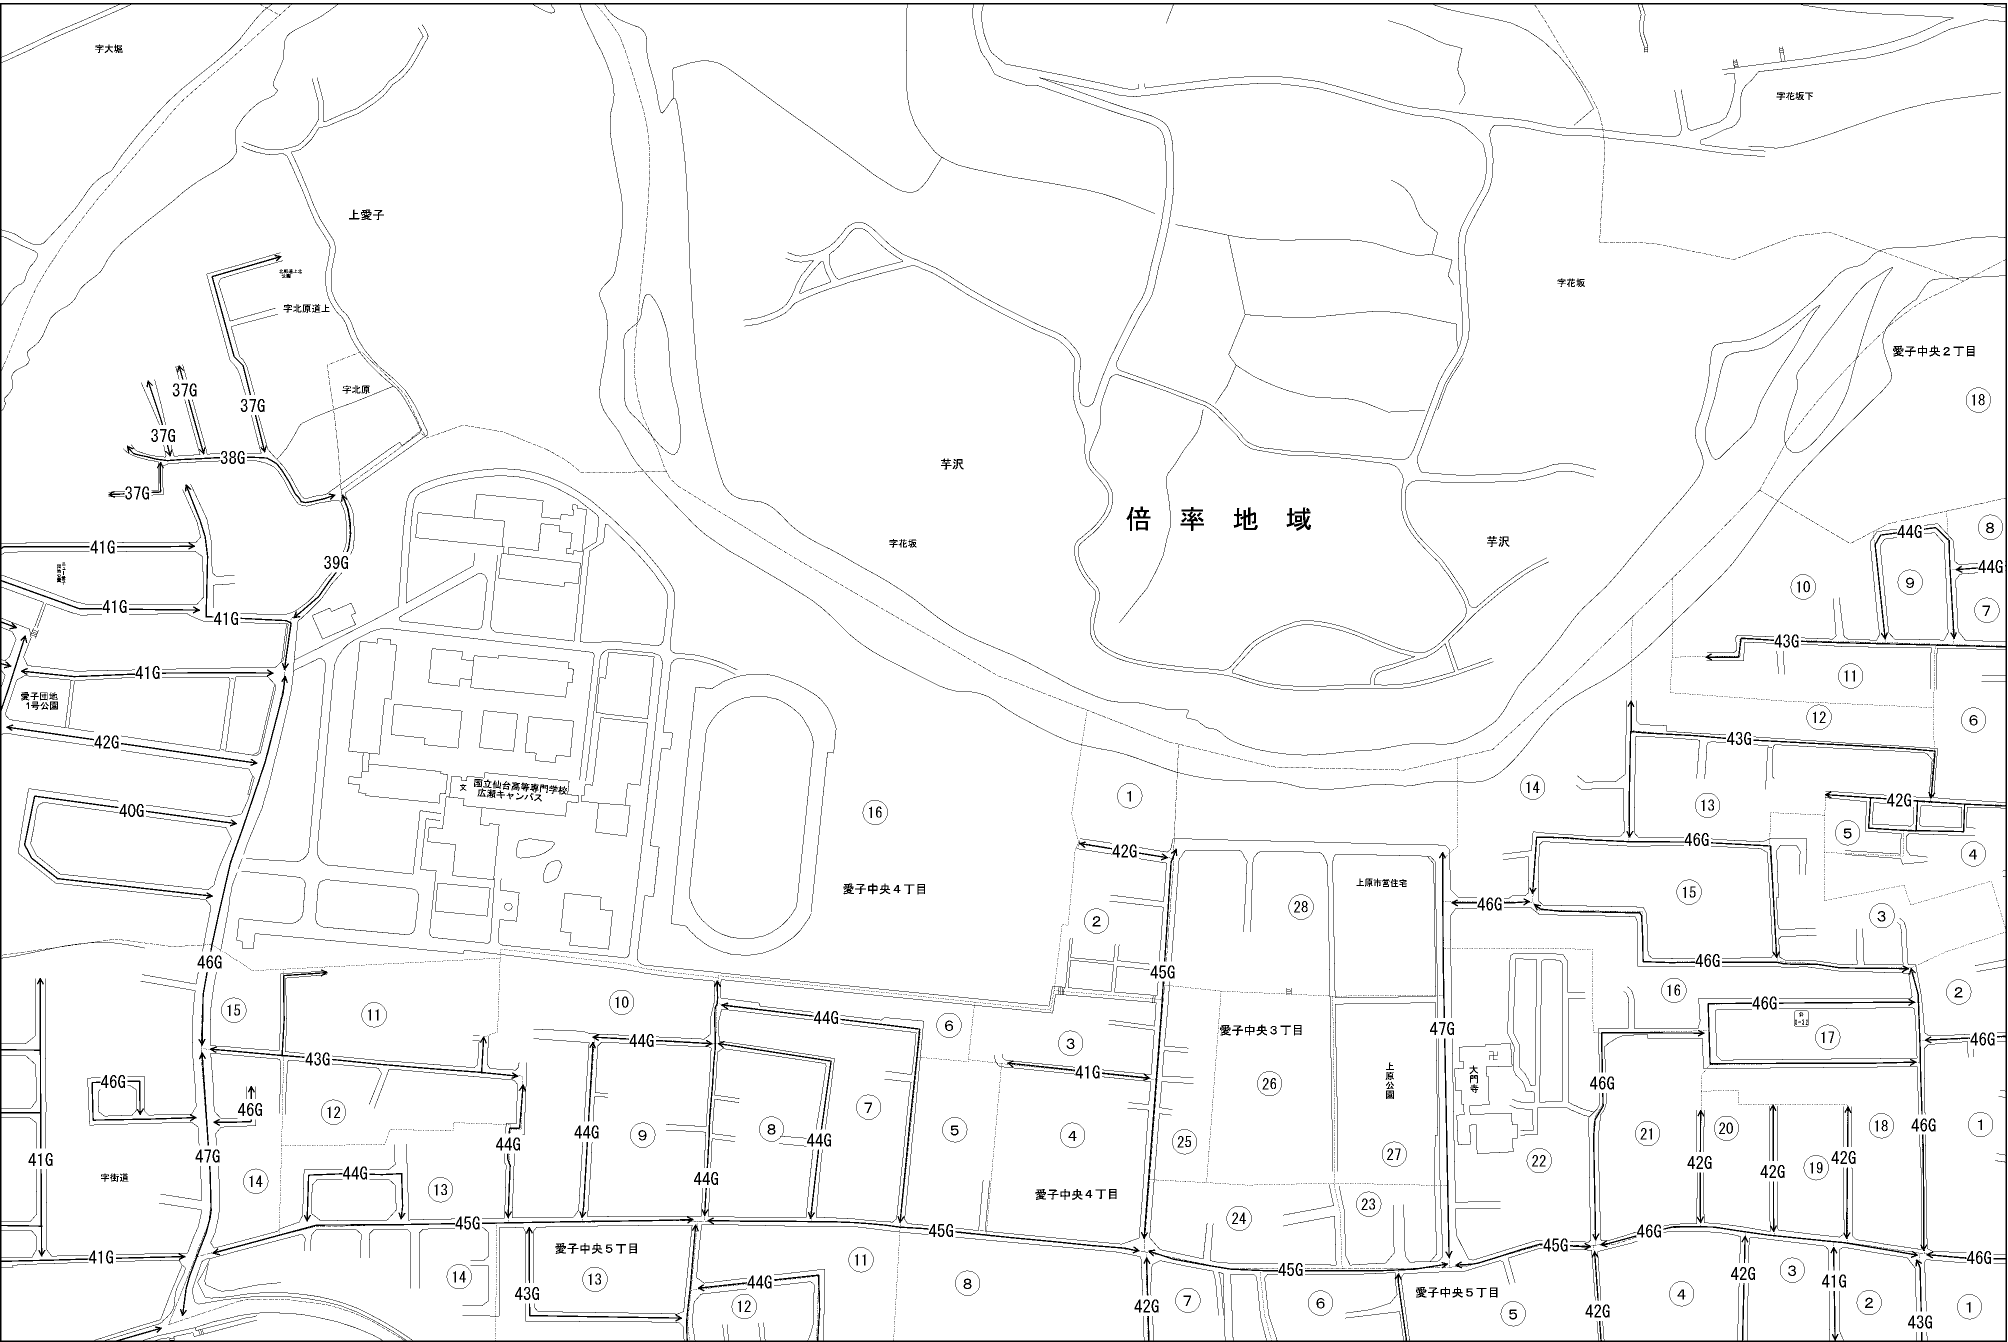 字大堀
字花坂下
上愛子
字北原道上
字花坂
愛子中央２丁目
37G
37G
字北原
18
37G
37G
38G
芋沢
37G
倍率地域
44G
8
41G
字花坂
芋沢
39G
44G
9
10
41G
7
41G
43G
41G
11
愛子団地
1号公園
12
6
42G
43G
国立仙台高等専門学校
文
広瀬キャンパス
14
1
42G
40G
16
13
5
46G
42G
4
愛子中央４丁目
上原市営住宅
15
46G
28
2
3
46G
45G
46G
10
16
2
46G
15
11
44G
6
愛子中央３丁目
47G
17
44G
3
46G
43G
41G
26
上原公園
大門寺
46G
46G
46G
12
7
44G
9
8
44G
5
4
25
21
20
18
46G
1
44G
47G
41G
27
22
42G
42G
19
42G
字街道
14
44G
13
44G
愛子中央４丁目
23
24
45G
45G
46G
41G
愛子中央５丁目
11
45G
45G
46G
14
13
44G
8
42G
3
41G
43G
12
42G
7
6
愛子中央５丁目
5
42G
4
2
1
43G